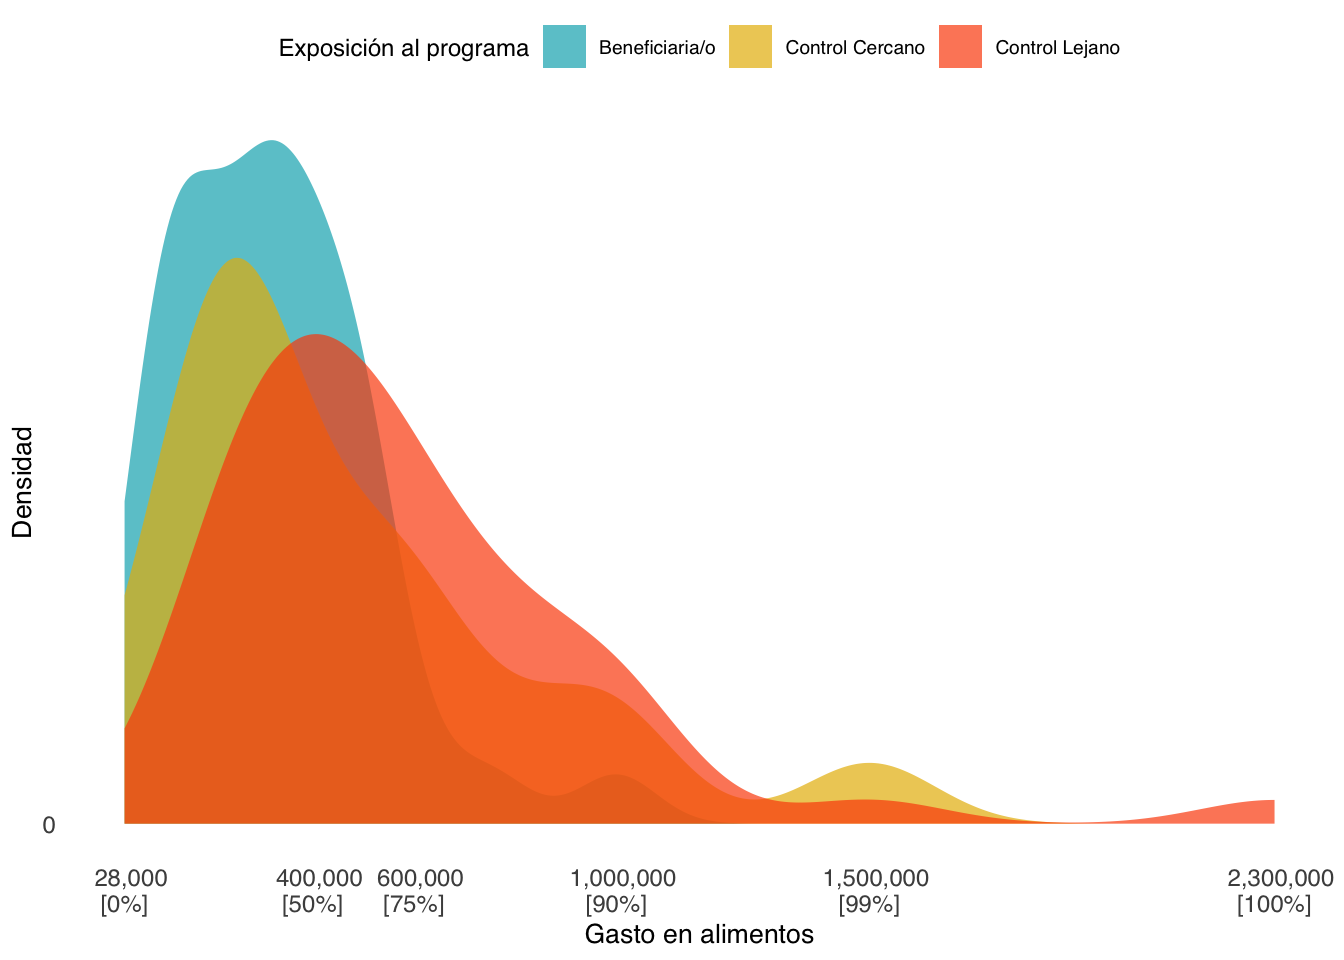 Exposición al programa Beneficiaria/o Control Cercano Control Lejano
Densidad
0
28,000 400,000 600,000 1,000,000 1,500,000 2,300,000
[0%] [50%] [75%] [90%] [99%] [100%]
Gasto en alimentos